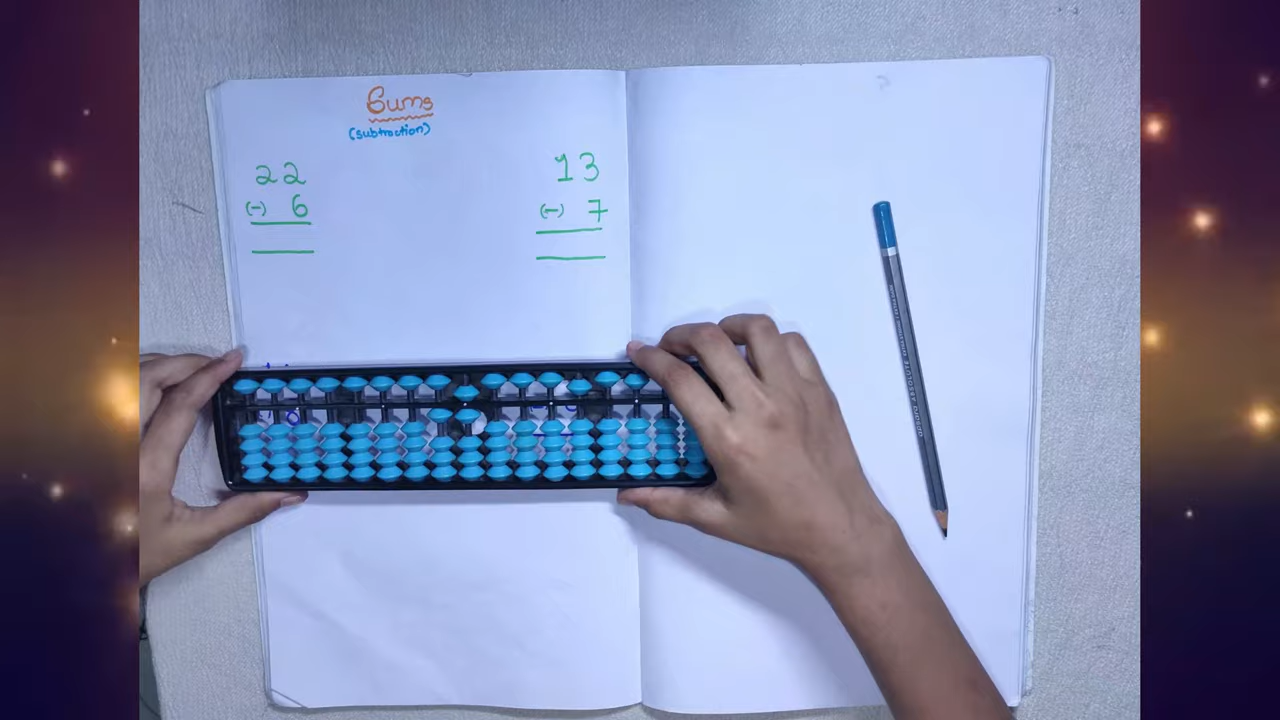 Sums
(subtraction)
22
(-) 6
13
(-) 7